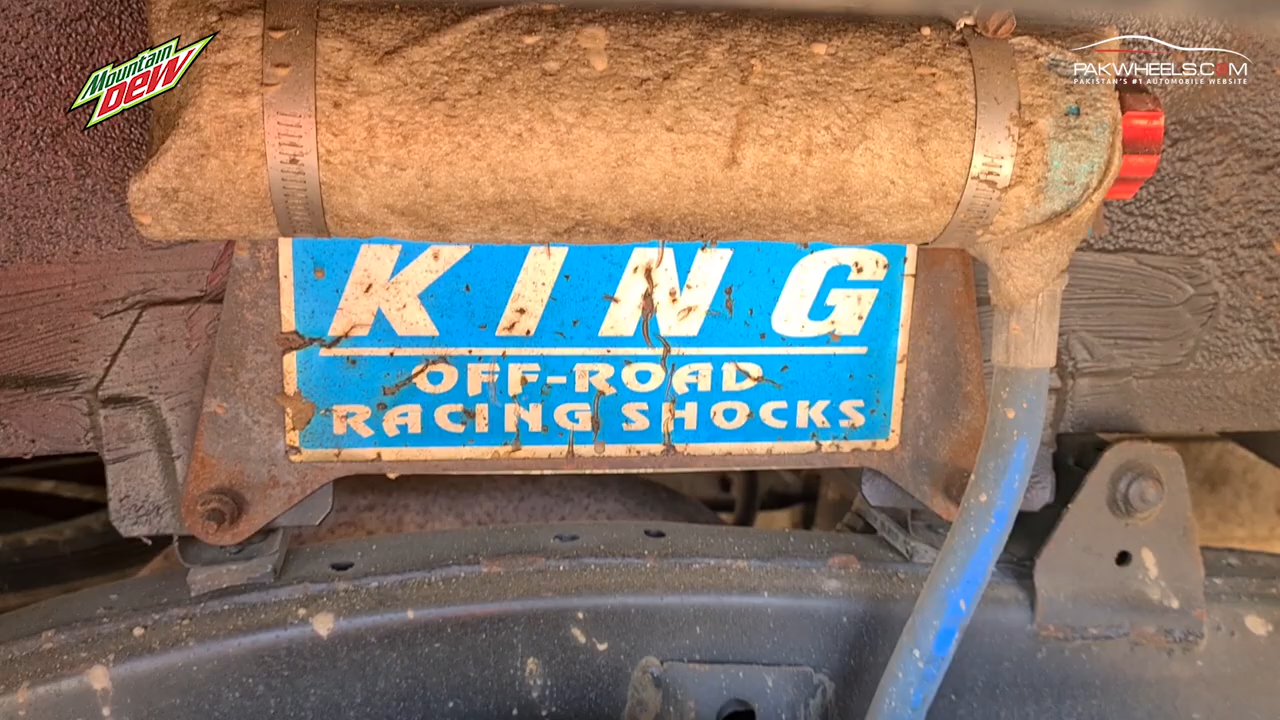 Mountain
DEW
PAKWHEELS.COM
PAKISTAN'S #1 AUTOMOBILE WEBSITE
KING
OFF-ROAD
RACING SHOCKS